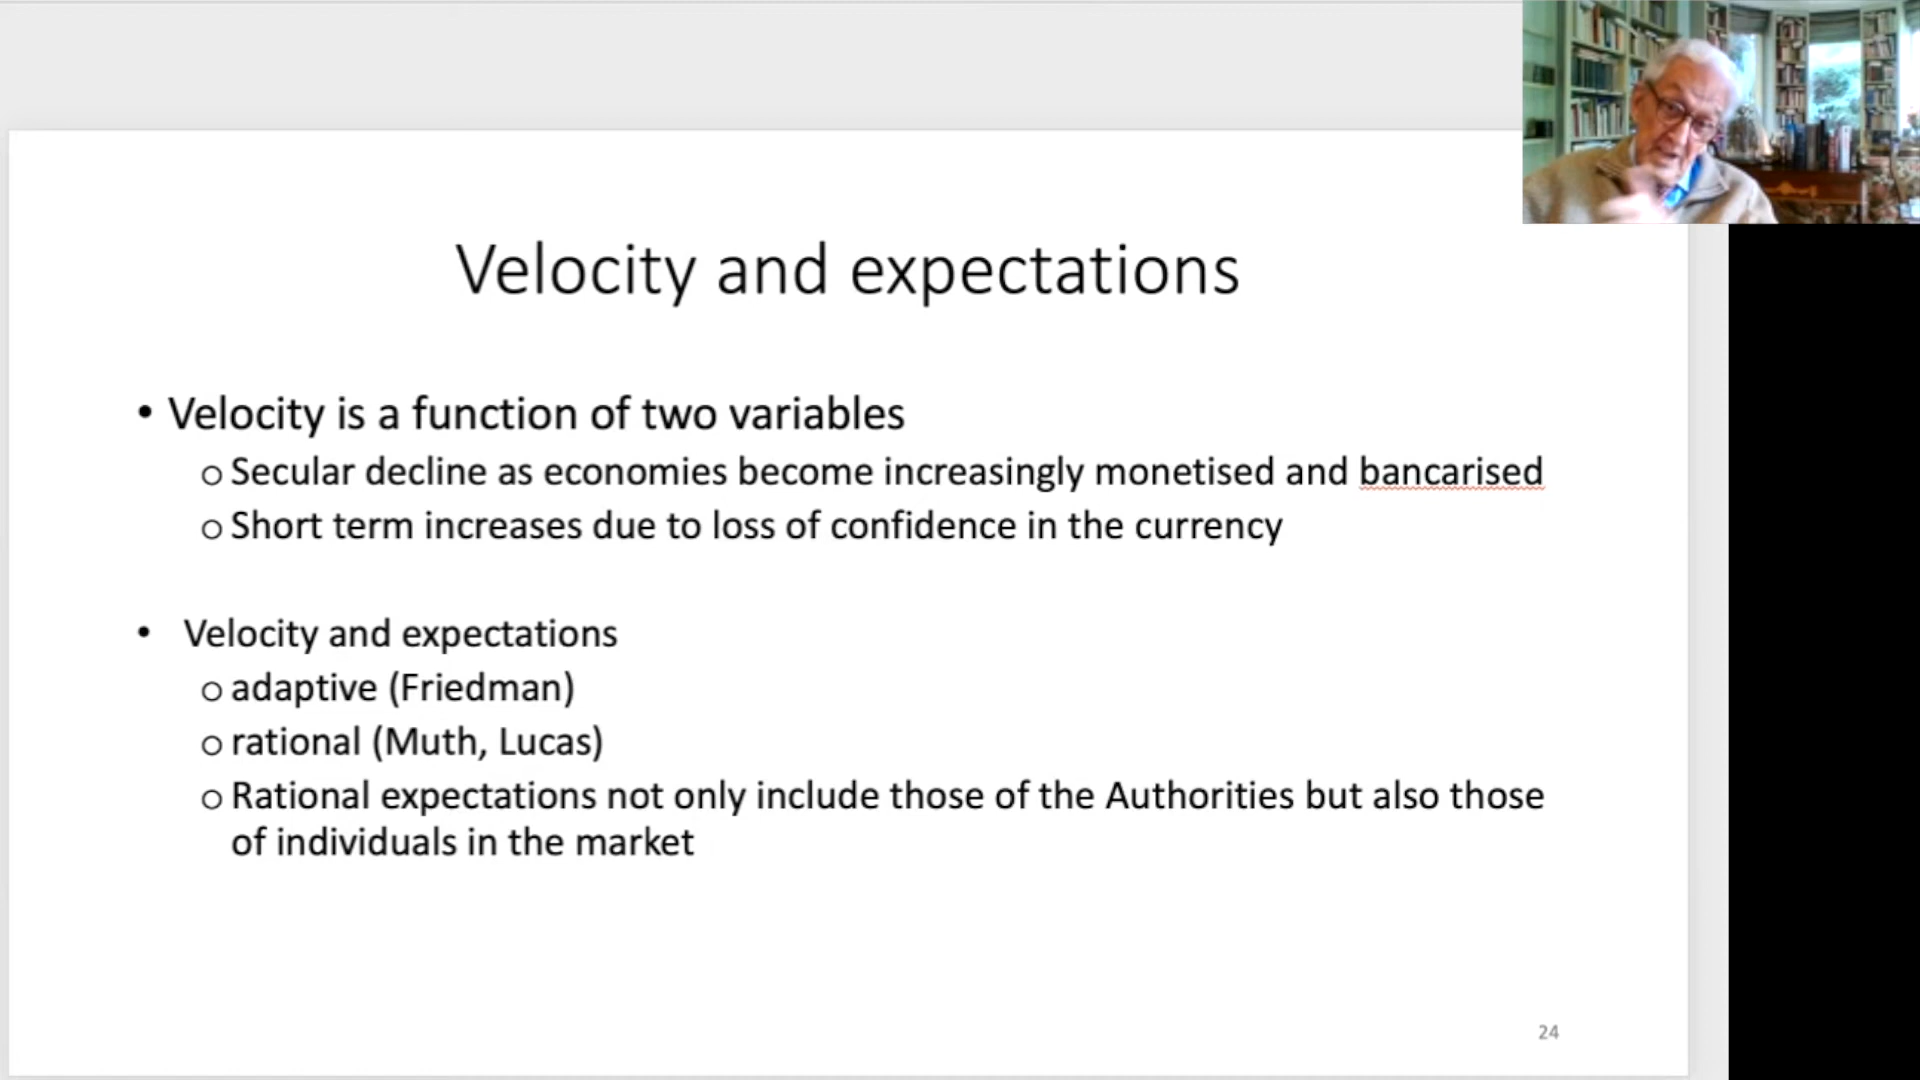 Velocity and expectations
• Velocity is a function of two variables
o Secular decline as economies become increasingly monetised and bancarised
o Short term increases due to loss of confidence in the currency
• Velocity and expectations
o adaptive (Friedman)
o rational (Muth, Lucas)
o Rational expectations not only include those of the Authorities but also those
of individuals in the market
24